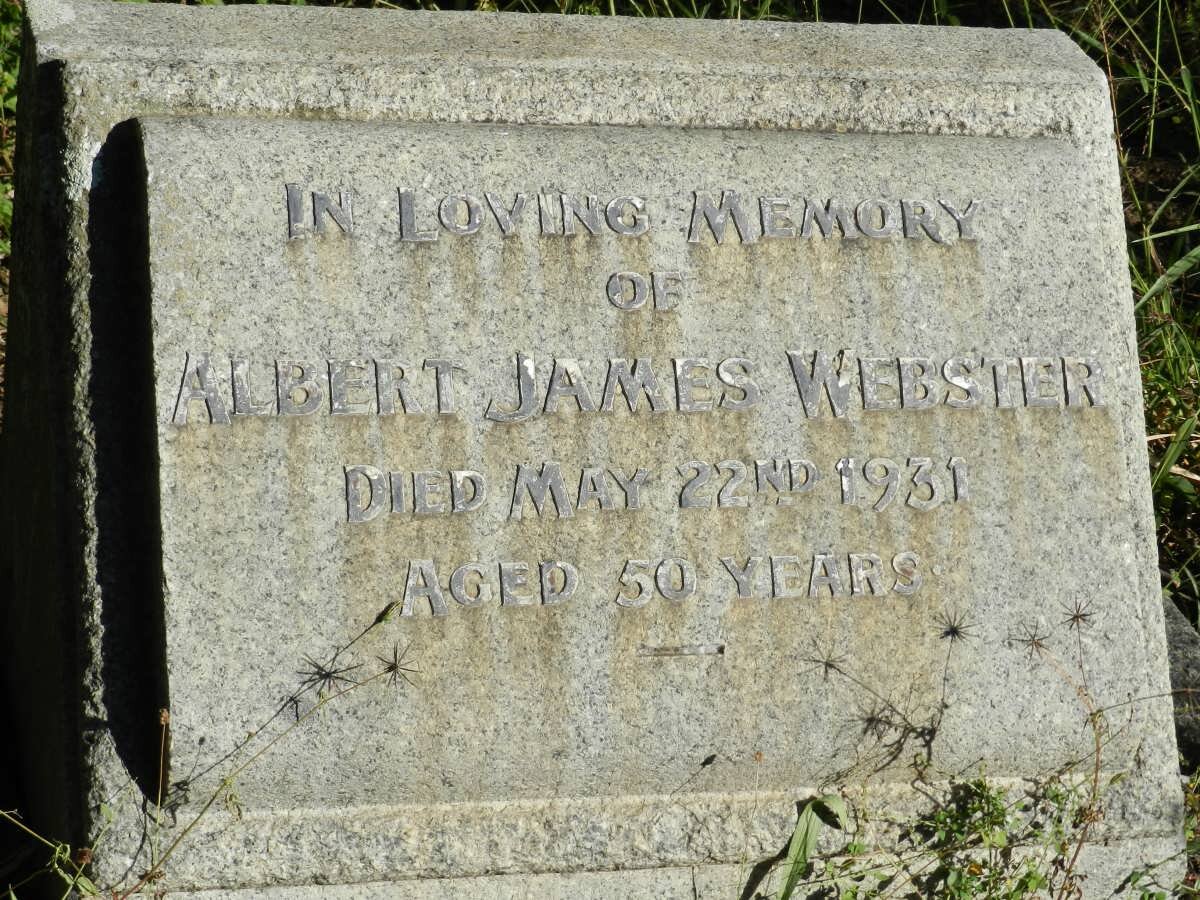 IN LOVING MEMORY
OF
ALBERT JAMES WEBSTER
DIED MAY 22ND 1931
AGED 50 YEARS